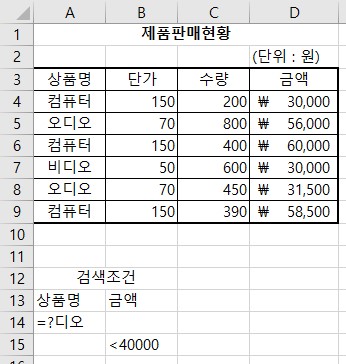 A B C D
1 제품판매현황
2 (단위 : 원)
3 상품명 단가 수량 금액
4 컴퓨터 150 200 ₩ 30,000
5 오디오 70 800 ₩ 56,000
6 컴퓨터 150 400 ₩ 60,000
7 비디오 50 600 ₩ 30,000
8 오디오 70 450 ₩ 31,500
9 컴퓨터 150 390 ₩ 58,500
10
11
12 검색조건
13 상품명 금액
14 =?디오
15 <40000